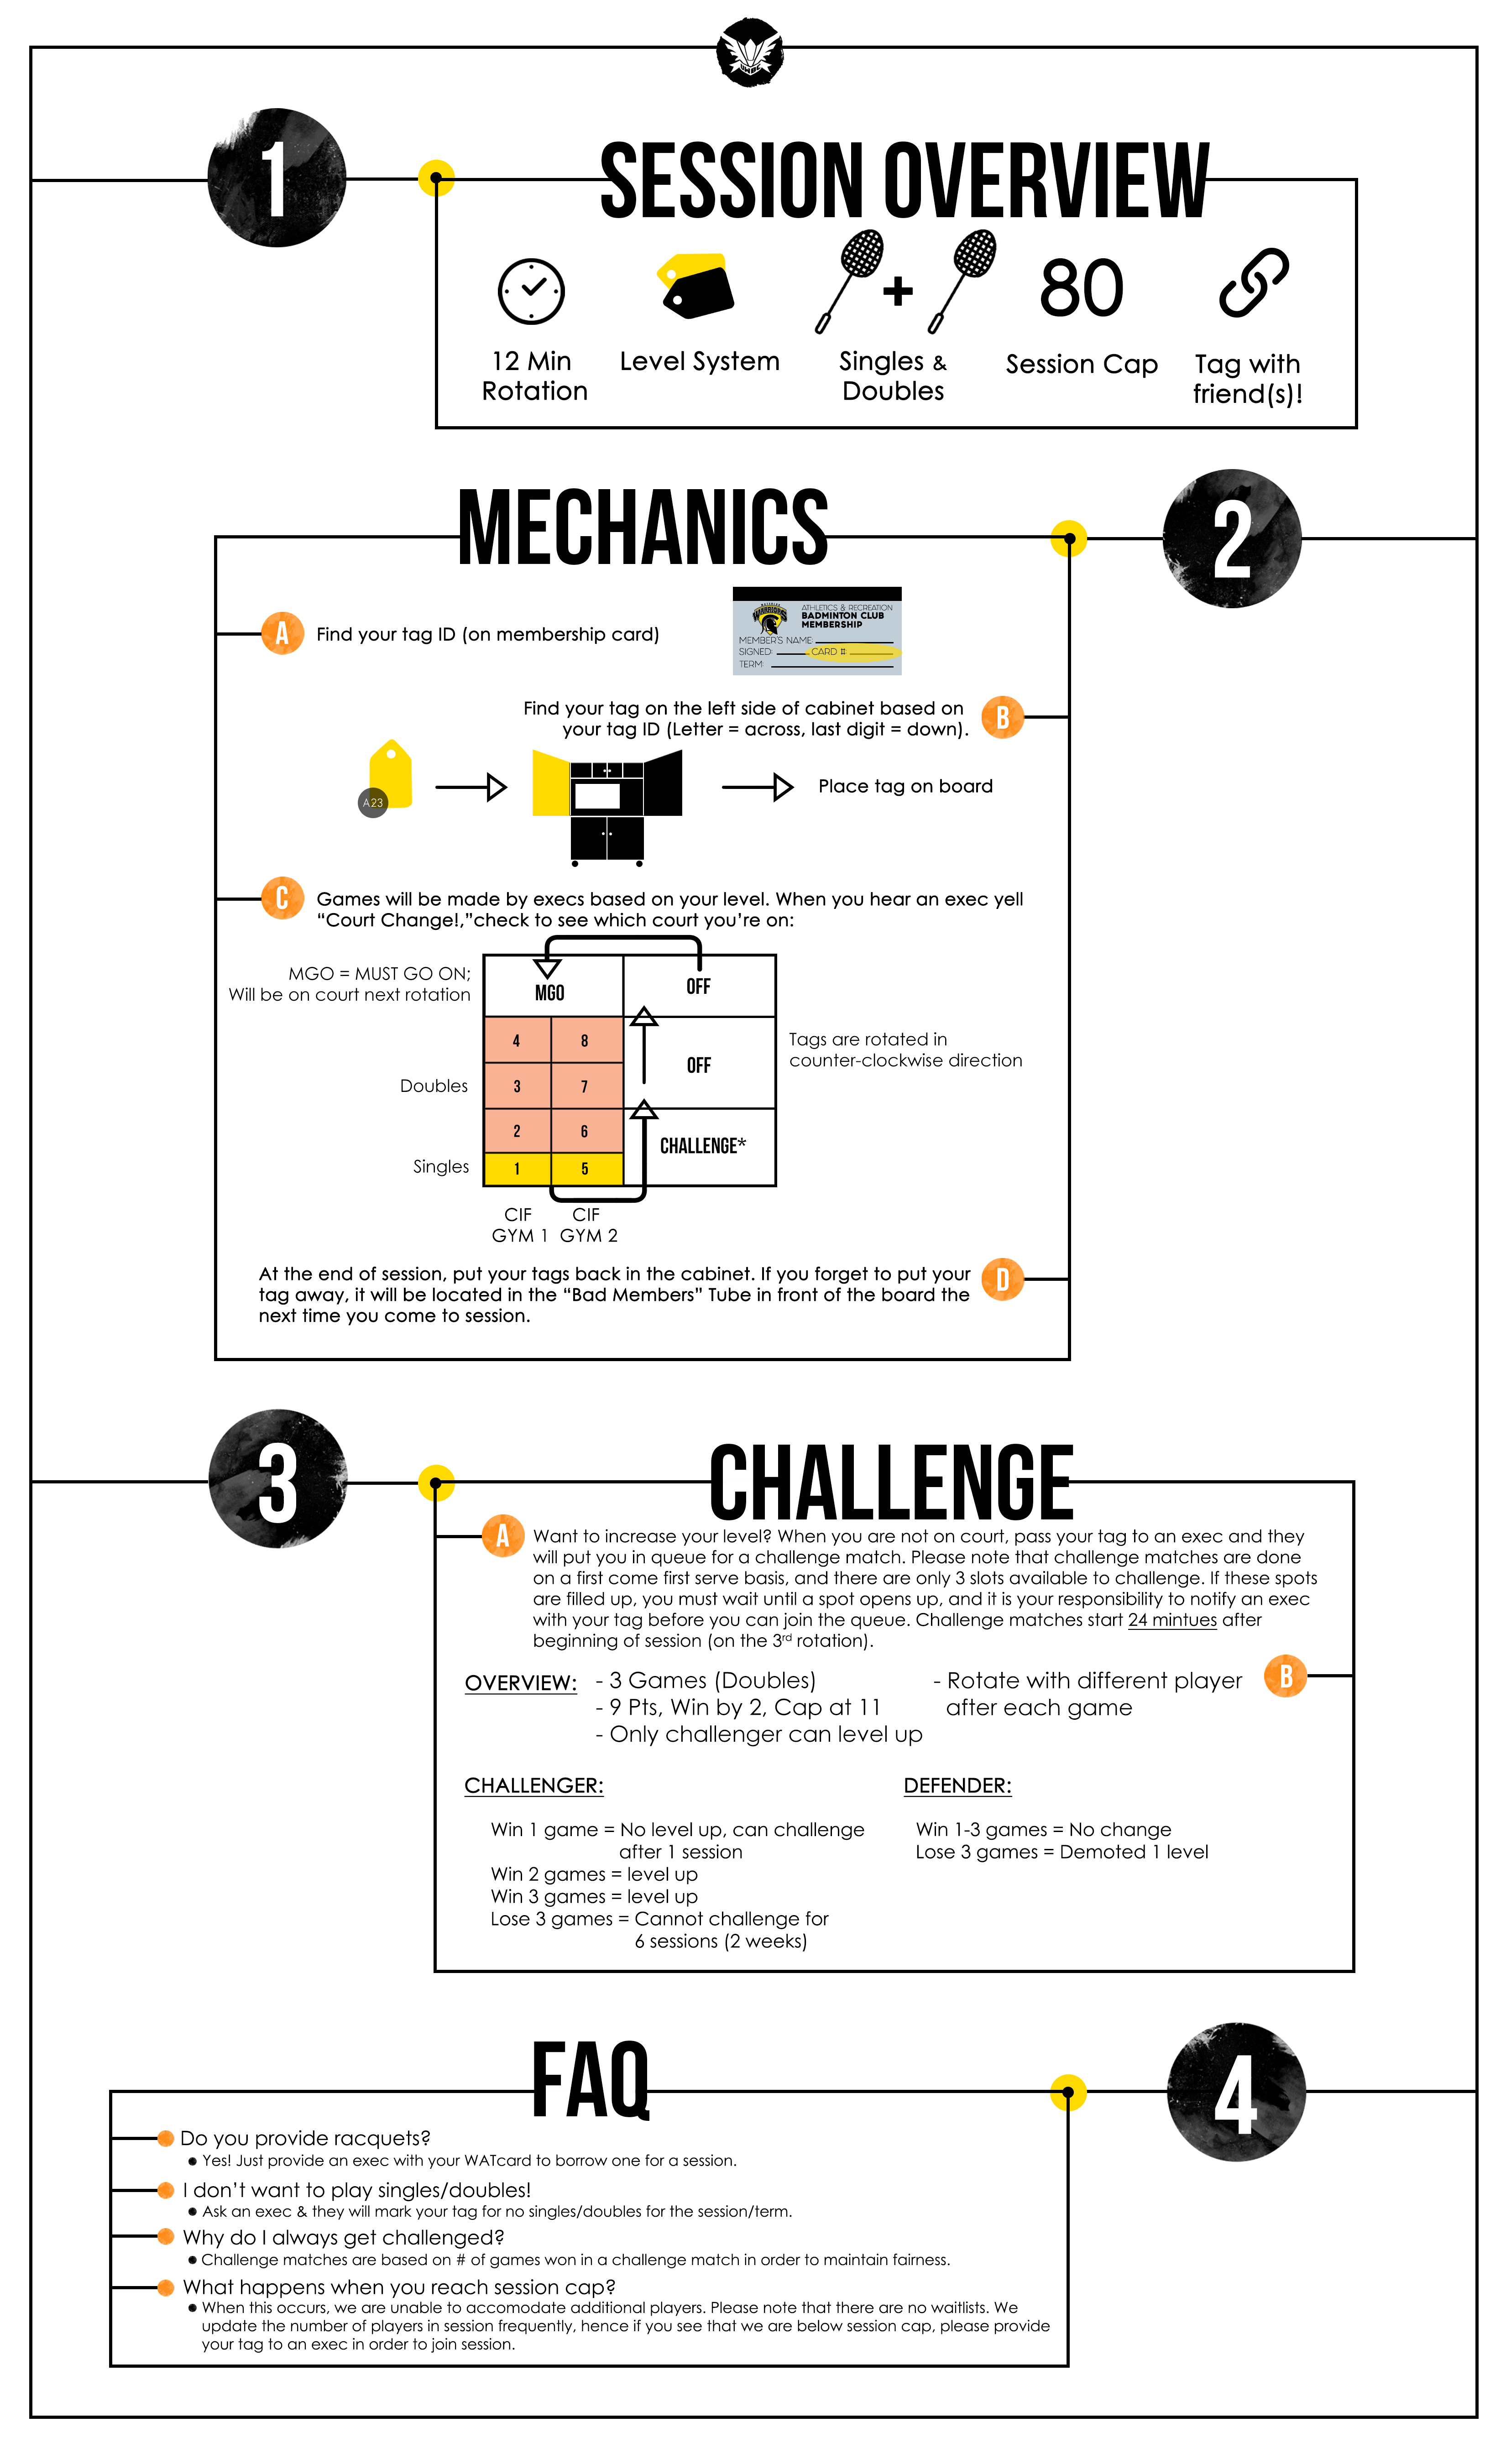 1
SESSION OVERVIEW
12 Min
Rotation
Level System
Singles &
Doubles
80
Session Cap
Tag with
friend(s)!
MECHANICS
2
A
Find your tag ID (on membership card)
WARRIORS
ATHLETICS & RECREATION
BADMINTON CLUB
MEMBERSHIP
MEMBER'S NAME:
SIGNED:
CARD #:
TERM:
Find your tag on the left side of cabinet based on
your tag ID (Letter = across, last digit = down).
B
A23
Place tag on board
C
Games will be made by execs based on your level. When you hear an exec yell
“Court Change!,”check to see which court you’re on:
MGO = MUST GO ON;
Will be on court next rotation
MGO
OFF
4
8
OFF
Tags are rotated in
counter-clockwise direction
Doubles
3
7
2
6
CHALLENGE*
Singles
1
5
CIF
GYM 1
CIF
GYM 2
At the end of session, put your tags back in the cabinet. If you forget to put your
tag away, it will be located in the “Bad Members” Tube in front of the board the
next time you come to session.
D
3
CHALLENGE
A
Want to increase your level? When you are not on court, pass your tag to an exec and they
will put you in queue for a challenge match. Please note that challenge matches are done
on a first come first serve basis, and there are only 3 slots available to challenge. If these spots
are filled up, you must wait until a spot opens up, and it is your responsibility to notify an exec
with your tag before you can join the queue. Challenge matches start 24 mintues after
beginning of session (on the 3rd rotation).
OVERVIEW:
- 3 Games (Doubles)
- 9 Pts, Win by 2, Cap at 11
- Only challenger can level up
- Rotate with different player
after each game
B
CHALLENGER:
Win 1 game = No level up, can challenge
after 1 session
Win 2 games = level up
Win 3 games = level up
Lose 3 games = Cannot challenge for
6 sessions (2 weeks)
DEFENDER:
Win 1-3 games = No change
Lose 3 games = Demoted 1 level
FAQ
4
Do you provide racquets?
Yes! Just provide an exec with your WATcard to borrow one for a session.
I don’t want to play singles/doubles!
Ask an exec & they will mark your tag for no singles/doubles for the session/term.
Why do I always get challenged?
Challenge matches are based on # of games won in a challenge match in order to maintain fairness.
What happens when you reach session cap?
When this occurs, we are unable to accomodate additional players. Please note that there are no waitlists. We
update the number of players in session frequently, hence if you see that we are below session cap, please provide
your tag to an exec in order to join session.